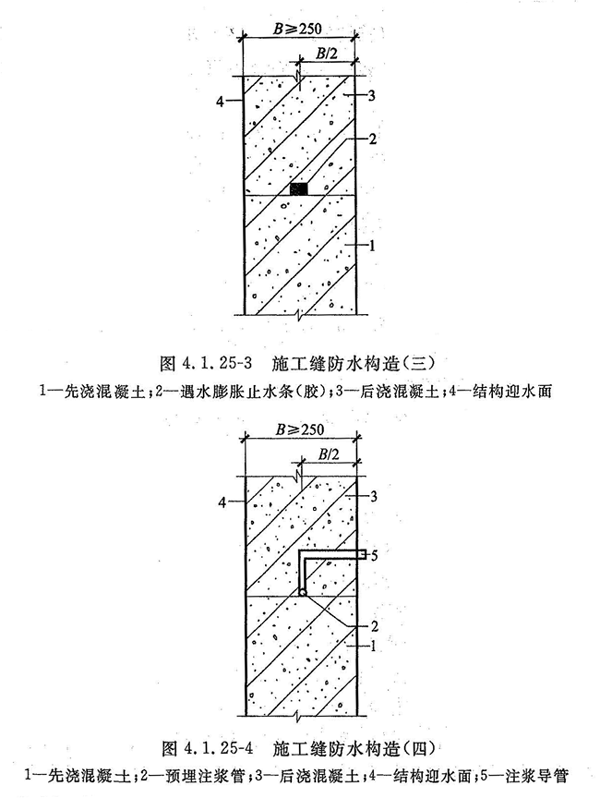 B≥250
B/2
3
4
2
1
图 4.1.25-3 施工缝防水构造(三)
1—先浇混凝土;2—遇水膨胀止水条(胶);3—后浇混凝土;4—结构迎水面
B≥250
B/2
3
4
5
2
1
图 4.1.25-4 施工缝防水构造(四)
1—先浇混凝土;2—预埋注浆管;3—后浇混凝土;4—结构迎水面;5—注浆导管